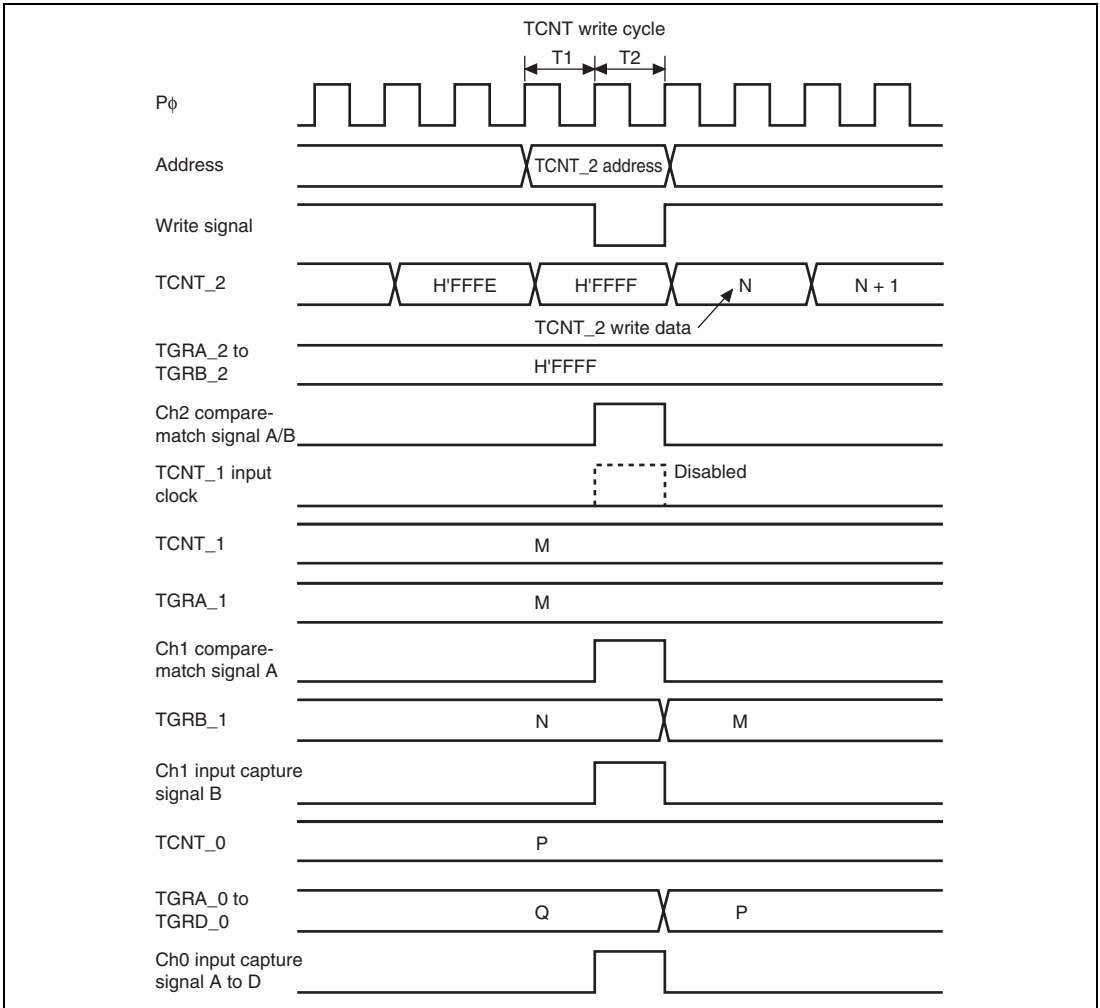 TCNT write cycle
T1 T2
Pϕ
Address
TCNT_2 address
Write signal
TCNT_2
H'FFFE
H'FFFF
N
N + 1
TCNT_2 write data
TGRA_2 to
TGRB_2
H'FFFF
Ch2 compare-
match signal A/B
TCNT_1 input
clock
Disabled
TCNT_1
M
TGRA_1
M
Ch1 compare-
match signal A
TGRB_1
N
M
Ch1 input capture
signal B
TCNT_0
P
TGRA_0 to
TGRD_0
Q
P
Ch0 input capture
signal A to D